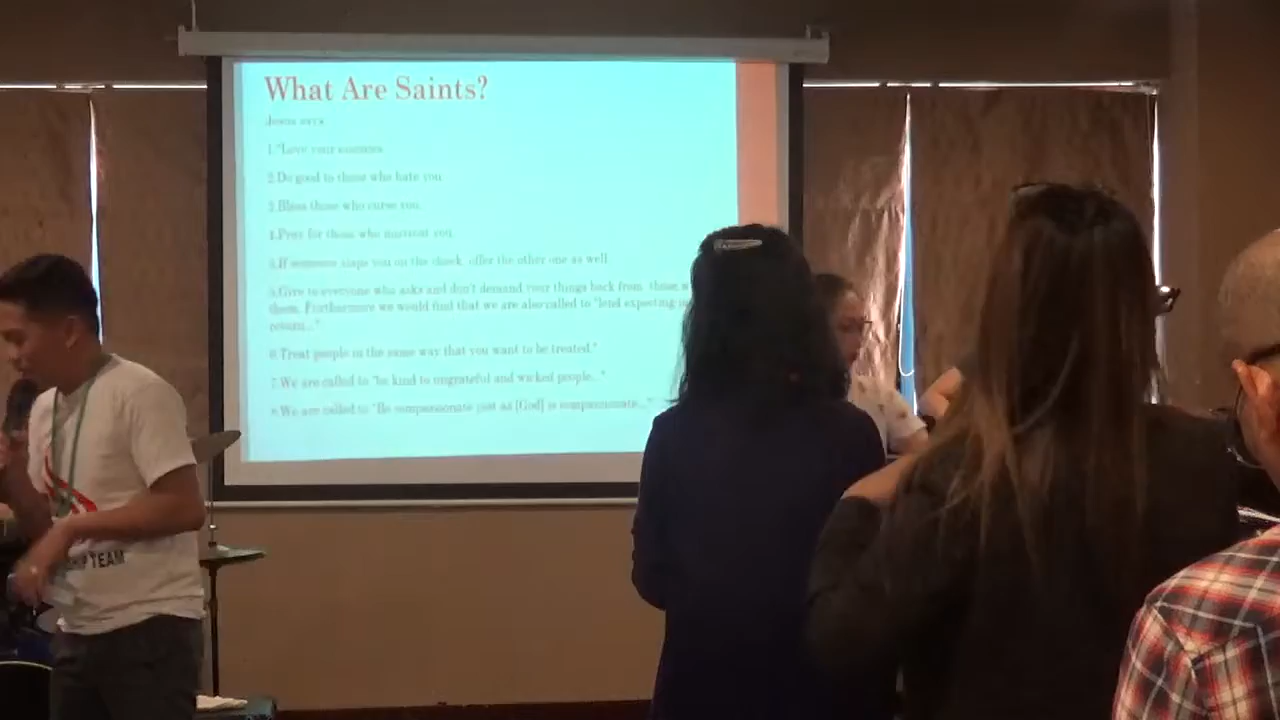 What Are Saints?
Jesus says
1."Love your enemies
2.Do good to those who hate you
3.Bless those who curse you
4.Pray for those who mistreat you
5.If someone slaps you on the cheek, offer the other one as well
5.Give to everyone who asks and don't demand your things back from those w
them. Furthermore we would find that we are also called to "lend expecting
return..."
6.Treat people in the same way that you want to be treated."
7.We are called to "be kind to ungrateful and wicked people..."
8.We are called to "Be compassionate just as [God] is compassionate..."
TEAM